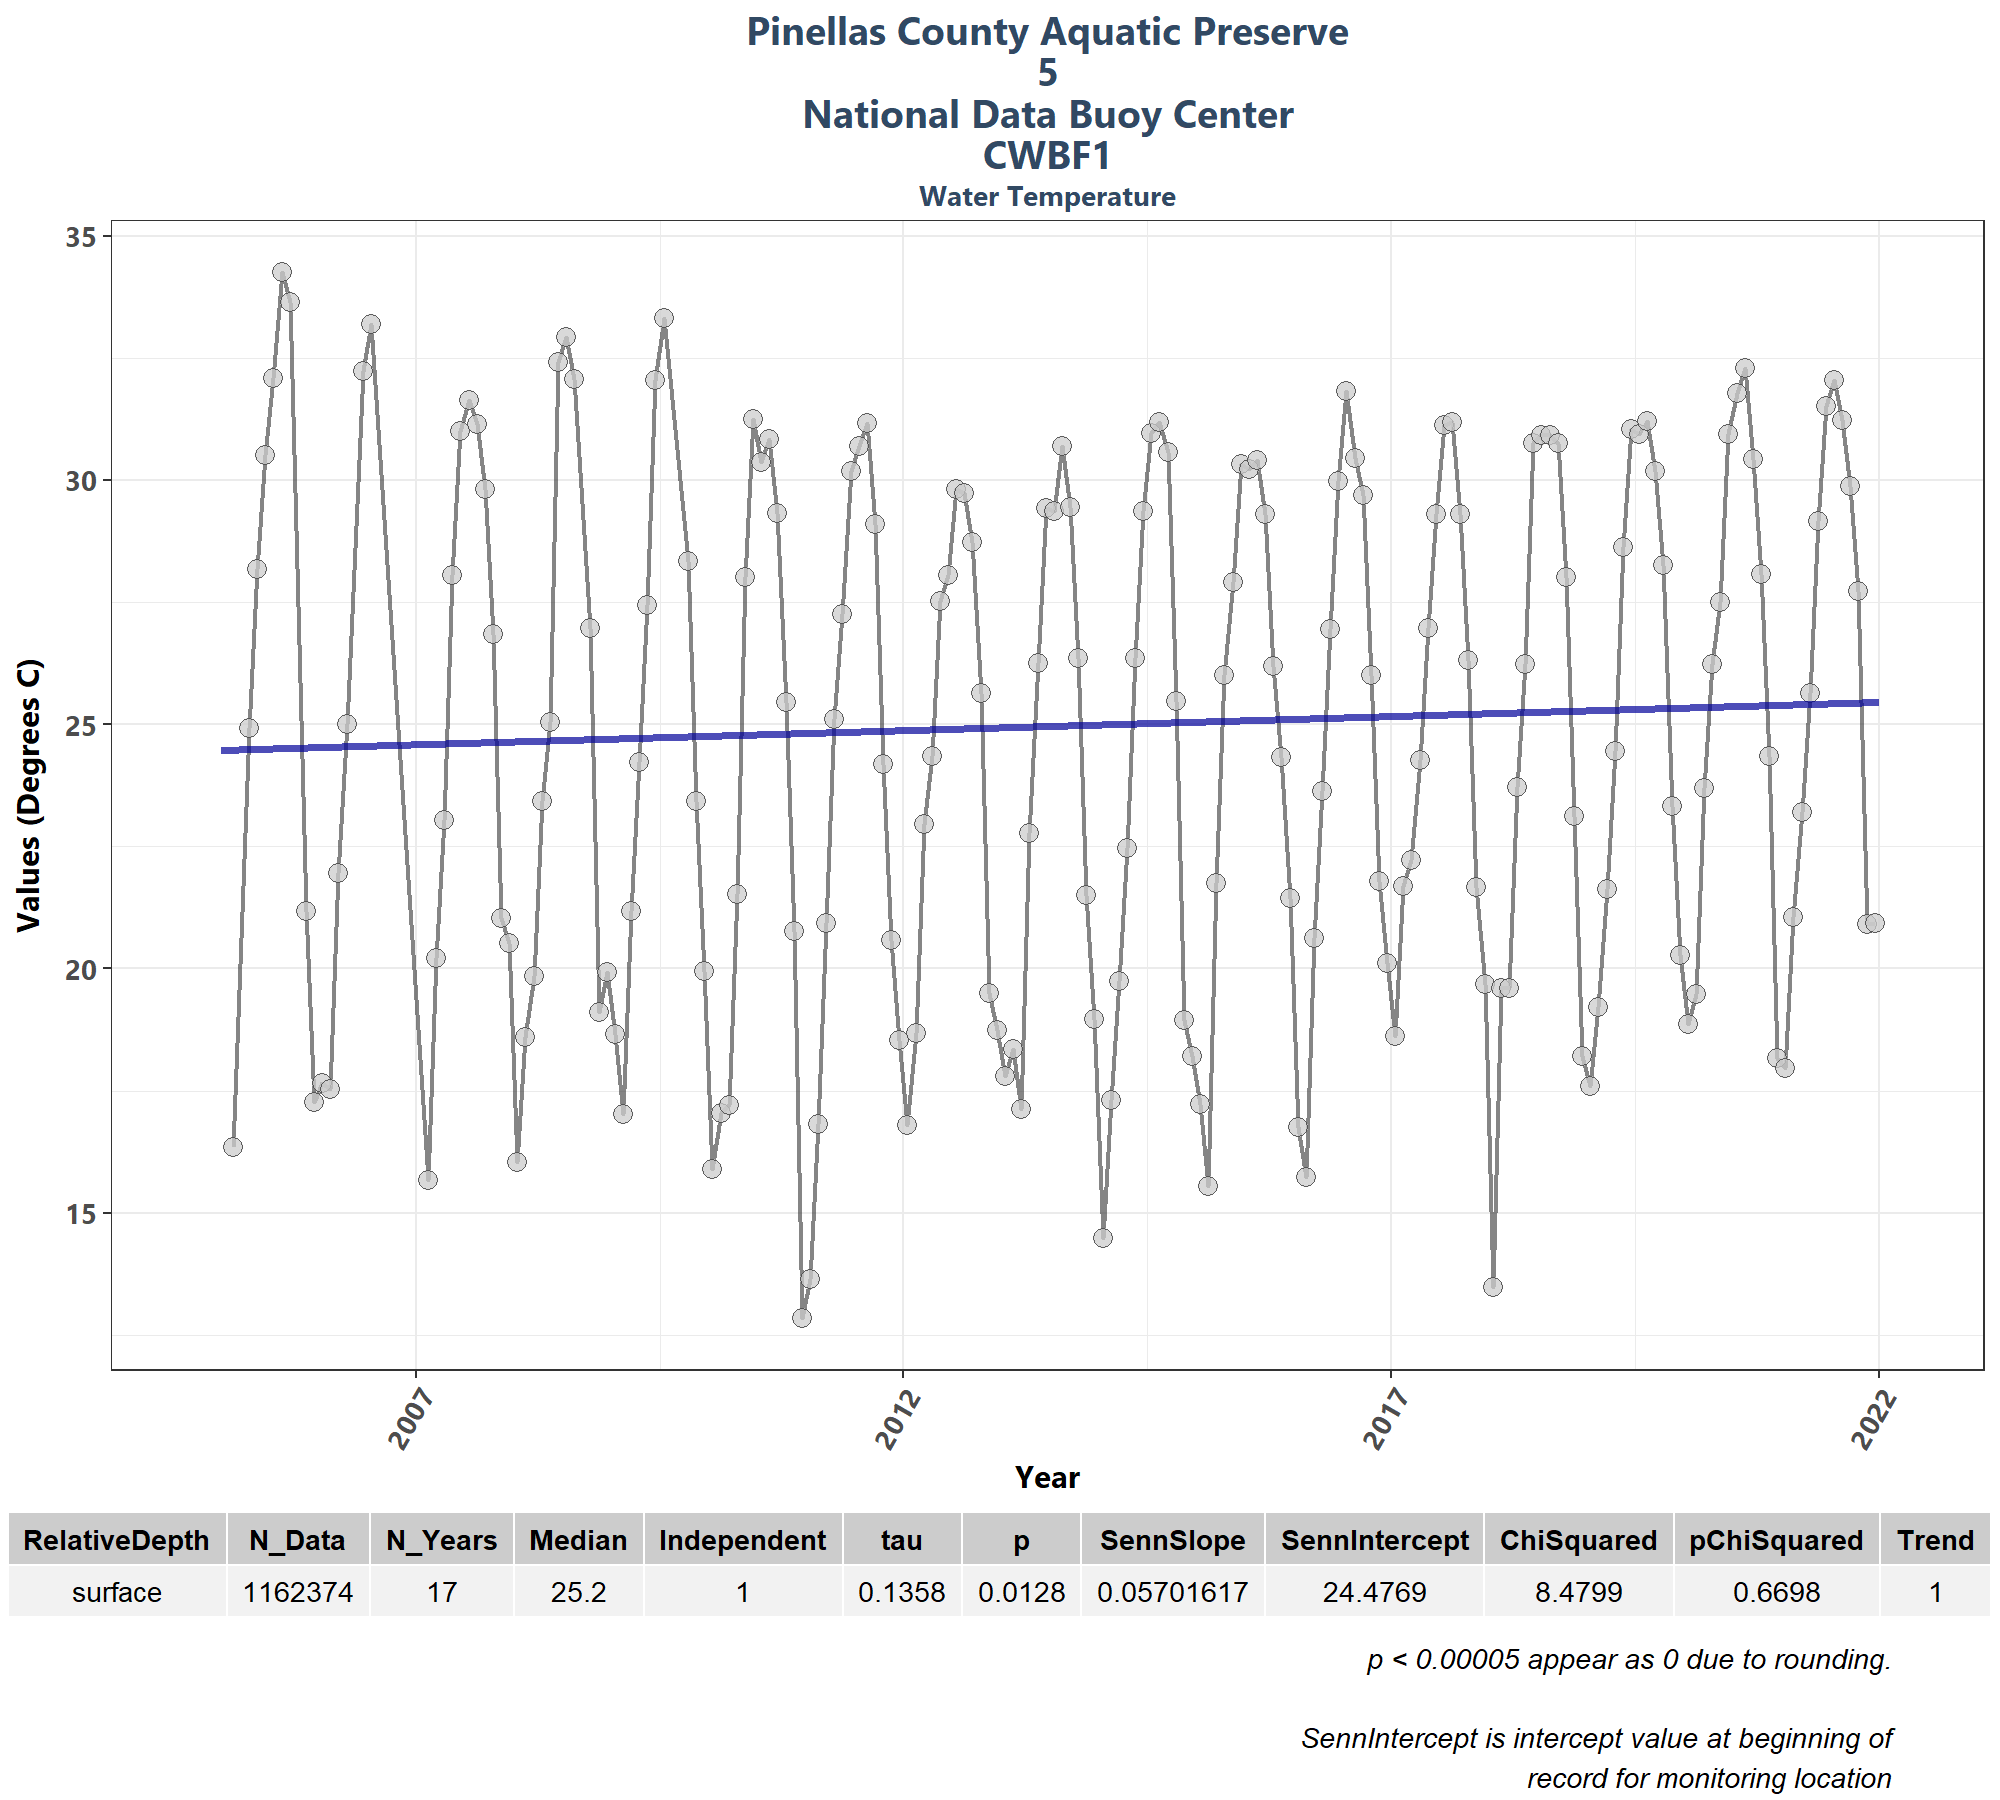 Pinellas County Aquatic Preserve
5
National Data Buoy Center
CWBF1
Water Temperature
35
30
25
20
15
Values (Degrees C)
2007 2012 2017 2022
Year
RelativeDepth N_Data N_Years Median Independent tau p SennSlope SennIntercept ChiSquared pChiSquared Trend
surface 1162374 17 25.2 1 0.1358 0.0128 0.05701617 24.4769 8.4799 0.6698 1
p < 0.00005 appear as 0 due to rounding.
SennIntercept is intercept value at beginning of
record for monitoring location